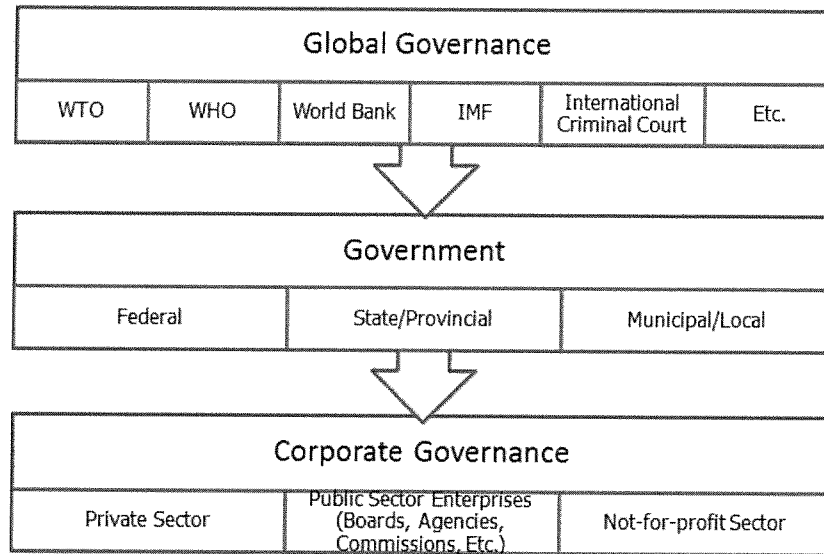 Global Governance
WTO
WHO
World Bank
IMF
International
Criminal Court
Etc.
Government
Federal
State/Provincial
Municipal/Local
Corporate Governance
Private Sector
Public Sector Enterprises
(Boards, Agencies,
Commissions, Etc.)
Not-for-profit Sector